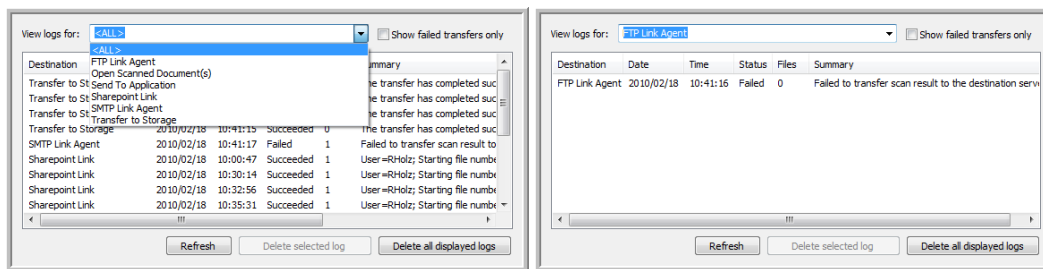 View logs for: <ALL> Show failed transfers only
<ALL>
FTP Link Agent
Open Scanned Document(s)
Send To Application
Sharepoint Link
SMTP Link Agent
Transfer to Storage
Destination ummary
Transfer to St he transfer has completed suc
Transfer to St he transfer has completed suc
Transfer to St he transfer has completed suc
Transfer to Storage 2010/02/18 10:41:15 Succeeded 0 The transfer has completed suc
SMTP Link Agent 2010/02/18 10:41:17 Failed 1 Failed to transfer scan result to
Sharepoint Link 2010/02/18 10:00:47 Succeeded 1 User=RHolz; Starting file numbe
Sharepoint Link 2010/02/18 10:30:14 Succeeded 1 User=RHolz; Starting file numbe
Sharepoint Link 2010/02/18 10:32:56 Succeeded 1 User=RHolz; Starting file numbe
Sharepoint Link 2010/02/18 10:35:31 Succeeded 1 User=RHolz; Starting file numbe
Refresh Delete selected log Delete all displayed logs
View logs for: FTP Link Agent Show failed transfers only
Destination Date Time Status Files Summary
FTP Link Agent 2010/02/18 10:41:16 Failed 0 Failed to transfer scan result to the destination serve
Refresh Delete selected log Delete all displayed logs